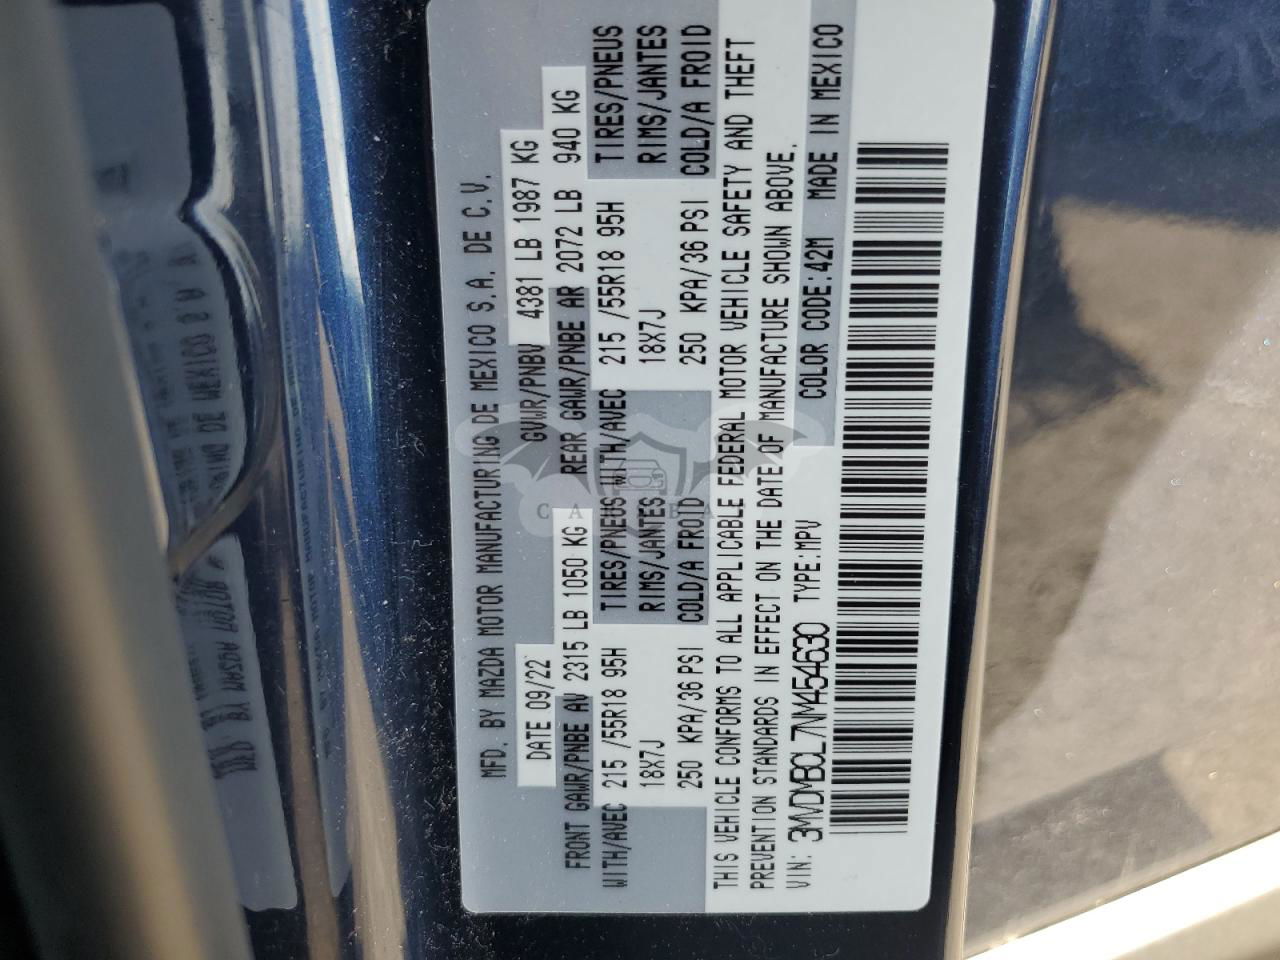 MFD. BY MAZDA MOTOR MANUFACTURING DE MEXICO S.A. DE C.V.
DATE 09/22 GVWR/PNBV 4381 LB 1987 KG
FRONT GAWR/PNBE AV 2315 LB 1050 KG REAR GAWR/PNBE AR 2072 LB 940 KG
WITH/AVEC 215 /55R18 95H TIRES/PNEUS WITH/AVEC 215 /55R18 95H TIRES/PNEUS
18X7J RIMS/JANTES 18X7J RIMS/JANTES
250 KPA/36 PSI COLD/A FROID 250 KPA/36 PSI COLD/A FROID
THIS VEHICLE CONFORMS TO ALL APPLICABLE FEDERAL MOTOR VEHICLE SAFETY AND THEFT
PREVENTION STANDARDS IN EFFECT ON THE DATE OF MANUFACTURE SHOWN ABOVE.
VIN: 3MVDMBCL7NM454630 TYPE:MPV COLOR CODE:42M MADE IN MEXICO